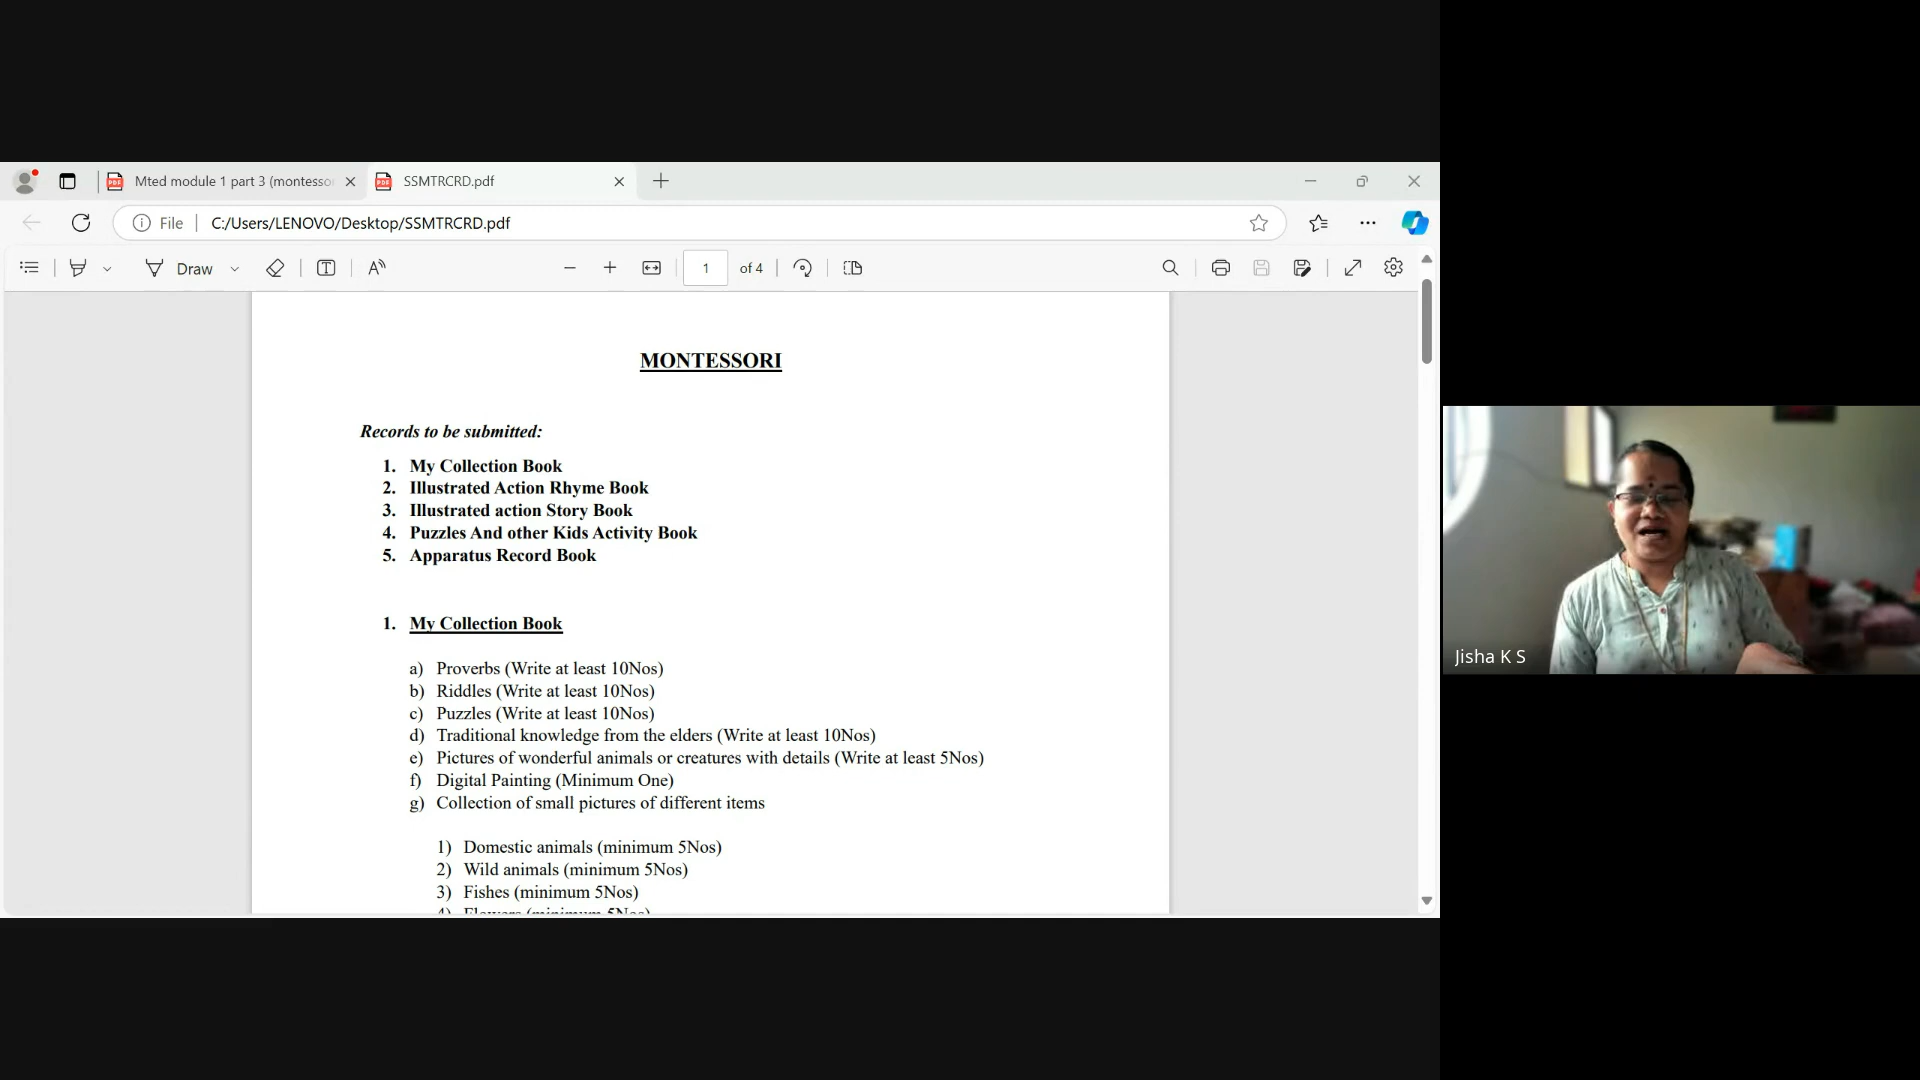 Mted module 1 part 3 (montesso
SSMTRCRD.pdf
File
C:/Users/LENOVO/Desktop/SSMTRCRD.pdf
Draw
1 of 4
MONTESSORI
Records to be submitted:
1. My Collection Book
2. Illustrated Action Rhyme Book
3. Illustrated action Story Book
4. Puzzles And other Kids Activity Book
5. Apparatus Record Book
1. My Collection Book
a) Proverbs (Write at least 10Nos)
b) Riddles (Write at least 10Nos)
c) Puzzles (Write at least 10Nos)
d) Traditional knowledge from the elders (Write at least 10Nos)
e) Pictures of wonderful animals or creatures with details (Write at least 5Nos)
f) Digital Painting (Minimum One)
g) Collection of small pictures of different items
1) Domestic animals (minimum 5Nos)
2) Wild animals (minimum 5Nos)
3) Fishes (minimum 5Nos)
4) Flowers (minimum 5Nos)
Jisha K S